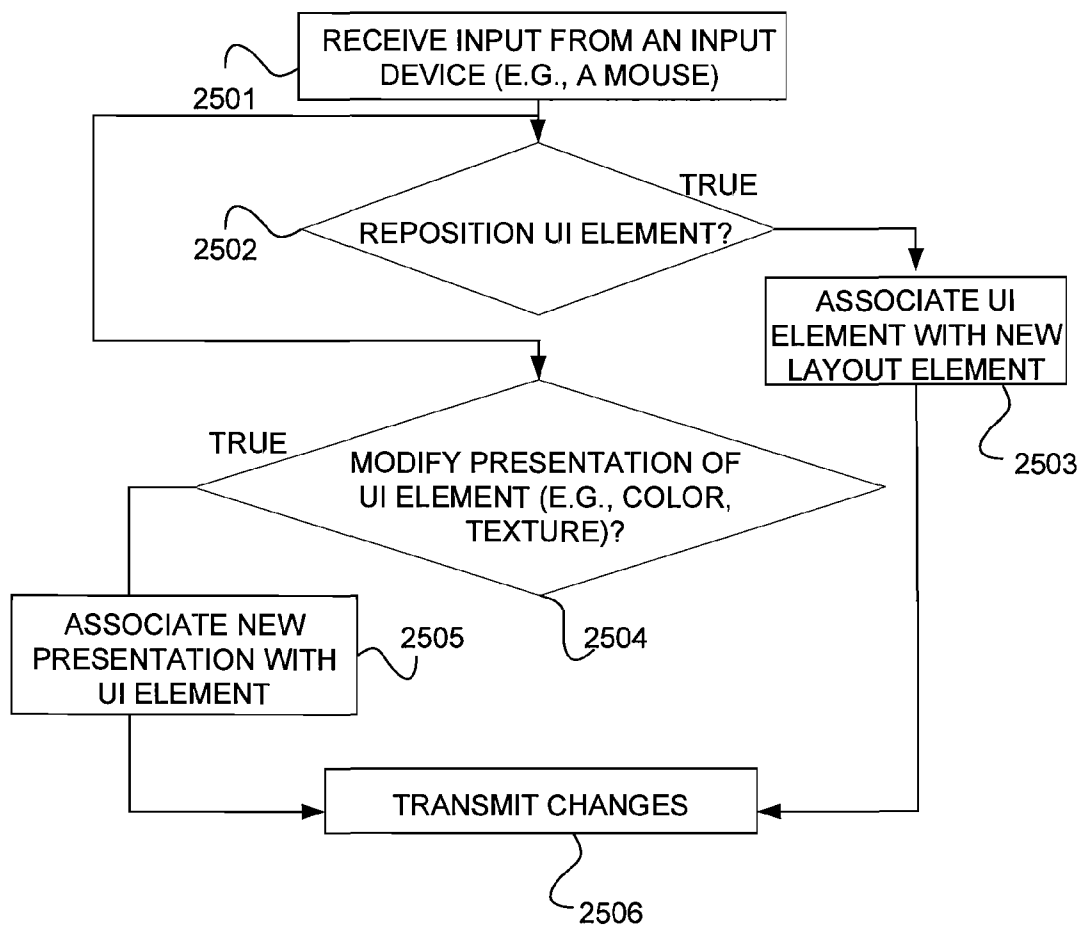 RECEIVE INPUT FROM AN INPUT
DEVICE (E.G., A MOUSE)
2501
TRUE
REPOSITION UI ELEMENT?
2502
ASSOCIATE UI
ELEMENT WITH NEW
LAYOUT ELEMENT
2503
TRUE
MODIFY PRESENTATION OF
UI ELEMENT (E.G., COLOR,
TEXTURE)?
2504
ASSOCIATE NEW
PRESENTATION WITH
UI ELEMENT
2505
TRANSMIT CHANGES
2506